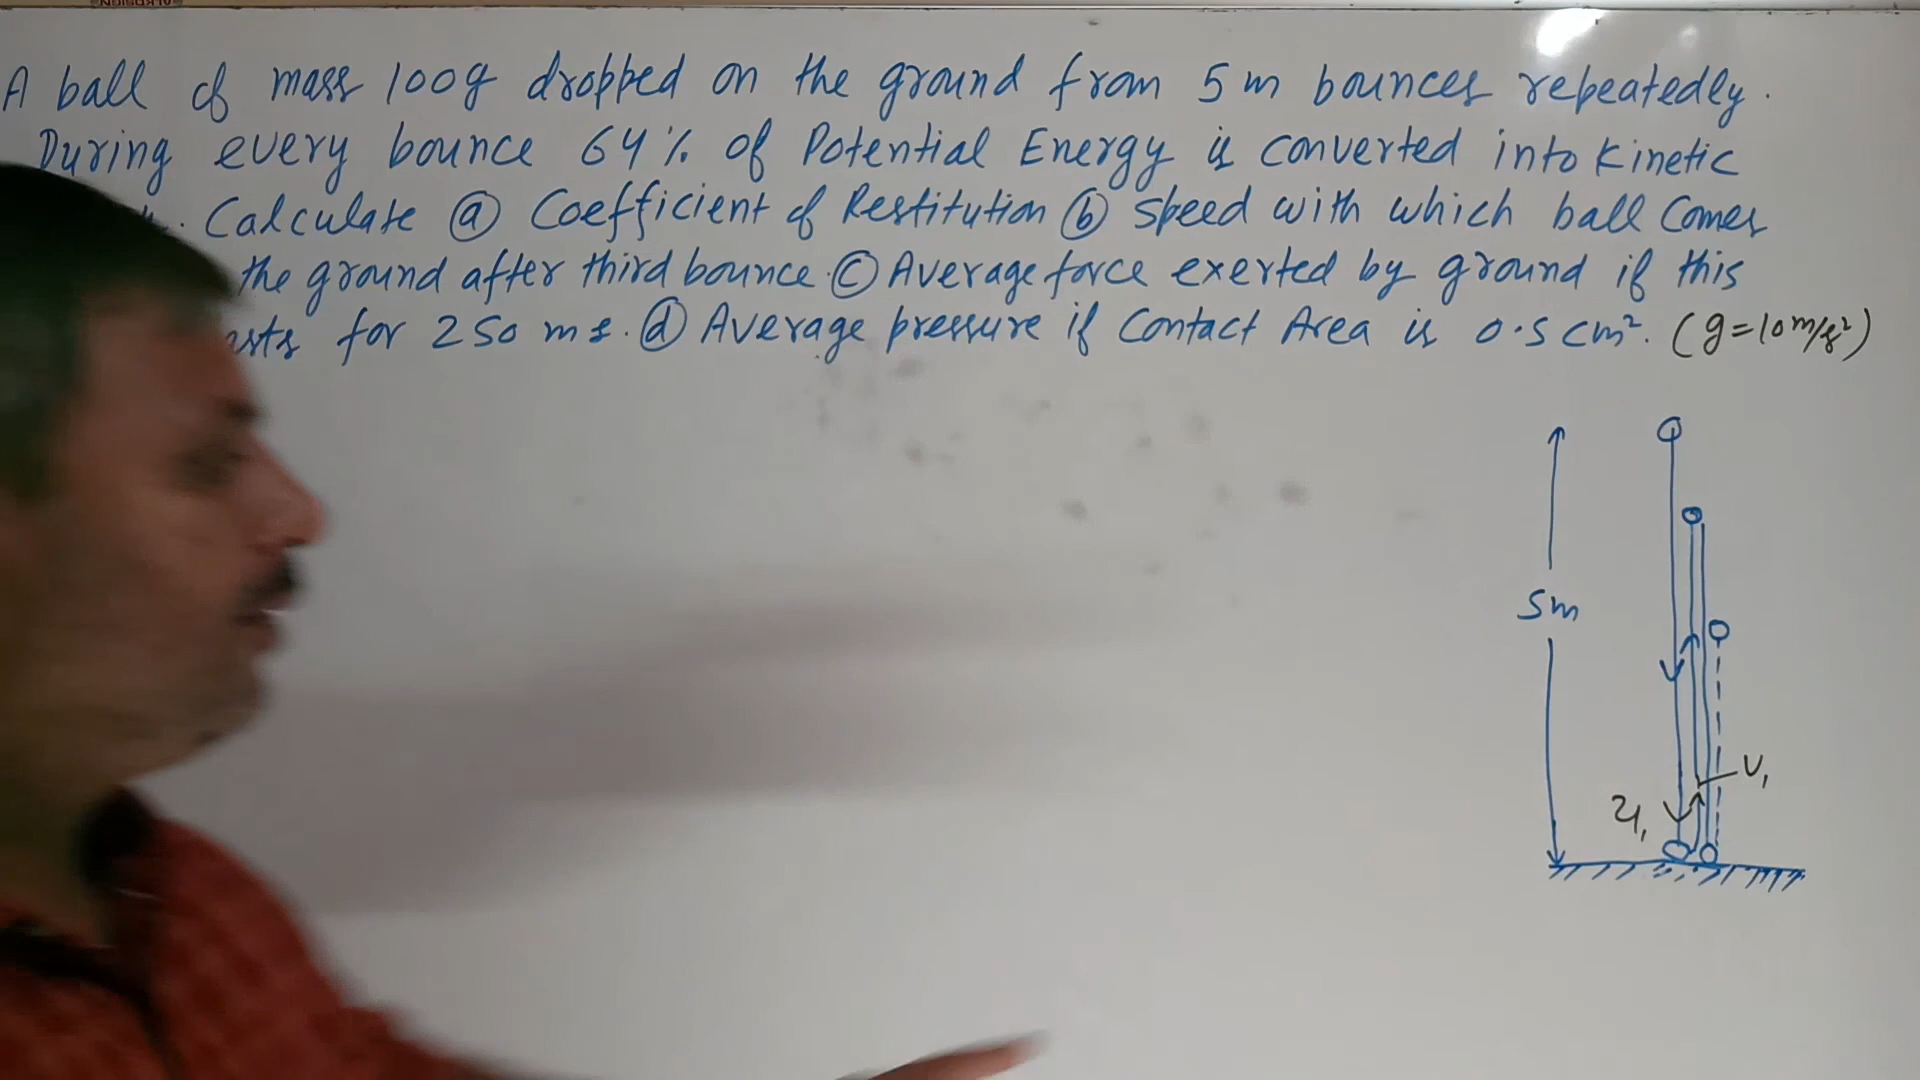 A ball of mass 100g dropped on the ground from 5m bounces repeatedly.
During every bounce 64% of Potential Energy is converted into Kinetic
Calculate ⓐ Coefficient of Restitution ⓑ Speed with which ball comes
the ground after third bounce. ⓒ Average force exerted by ground if this
for 250 ms. ⓓ Average pressure if Contact Area is 0.5 cm². (g=10m/s²)
5m
V₁
u₁